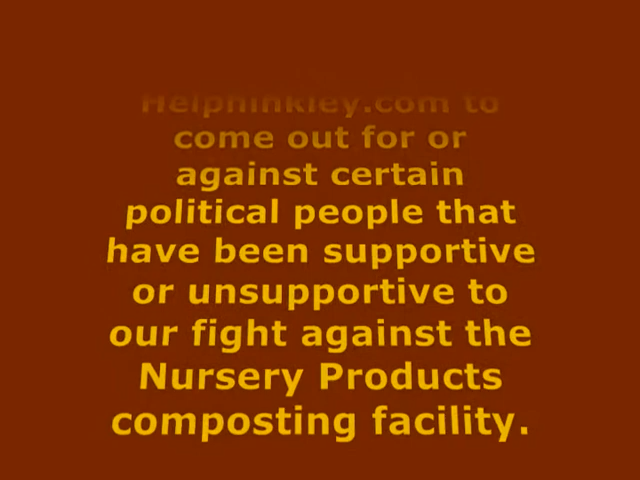 Helphinkley.com to
come out for or
against certain
political people that
have been supportive
or unsupportive to
our fight against the
Nursery Products
composting facility.